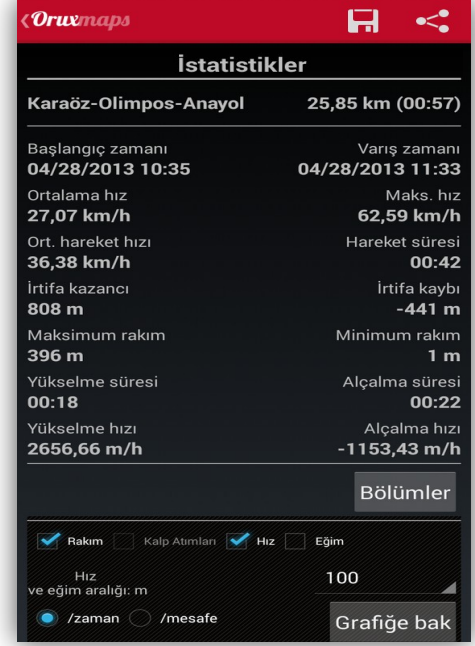 Oruxmaps
İstatistikler
Karaöz-Olimpos-Anayol 25,85 km (00:57)
Başlangıç zamanı Varış zamanı
04/28/2013 10:35 04/28/2013 11:33
Ortalama hız Maks. hız
27,07 km/h 62,59 km/h
Ort. hareket hızı Hareket süresi
36,38 km/h 00:42
İrtifa kazancı İrtifa kaybı
808 m -441 m
Maksimum rakım Minimum rakım
396 m 1 m
Yükselme süresi Alçalma süresi
00:18 00:22
Yükselme hızı Alçalma hızı
2656,66 m/h -1153,43 m/h
Bölümler
Rakım Kalp Atımları Hız Eğim
Hız
ve eğim aralığı: m 100
/zaman /mesafe Grafiğe bak